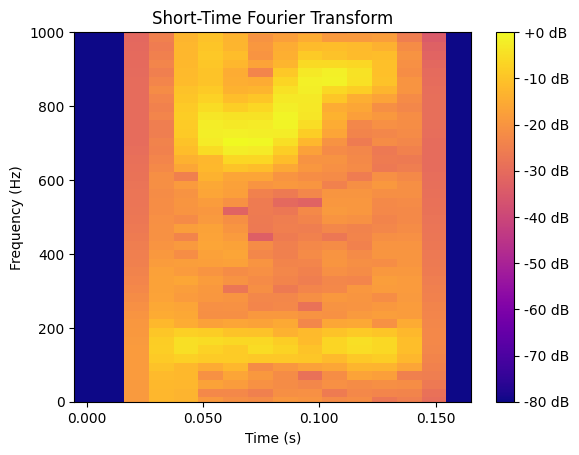 Short-Time Fourier Transform
1000
800
600
400
200
0
Frequency (Hz)
0.000
0.050
0.100
0.150
Time (s)
+0 dB
-10 dB
-20 dB
-30 dB
-40 dB
-50 dB
-60 dB
-70 dB
-80 dB